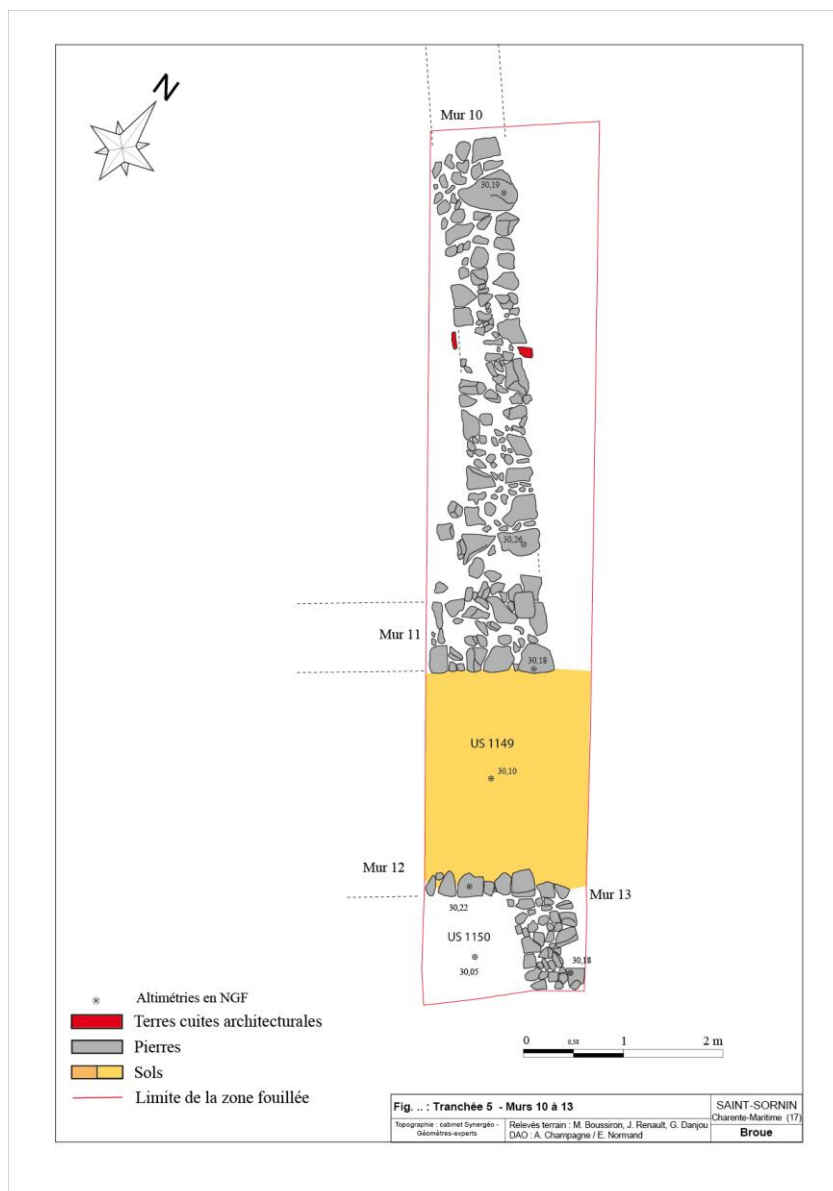 N
Mur 10
30,19
30,26
Mur 11
30,18
US 1149
30,10
Mur 12
Mur 13
30,22
US 1150
30,18
30,05
Altimétries en NGF
Terres cuites architecturales
Pierres
Sols
Limite de la zone fouillée
0 0,50 1 2 m
Fig. .. : Tranchée 5 - Murs 10 à 13
Topographie : cabinet Synergéo -
Géomètres-experts
Relevés terrain : M. Boussiron, J. Renault, G. Danjou
DAO : A. Champagne / E. Normand
SAINT-SORNIN
Charente-Maritime (17)
Broue